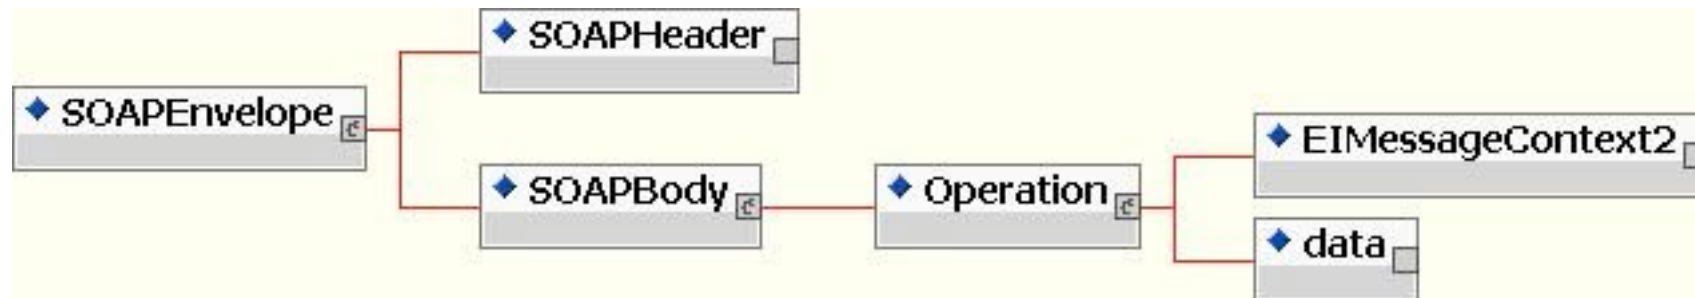 SOAPHeader
SOAPEnvelope
EIMessageContext2
SOAPBody
Operation
data